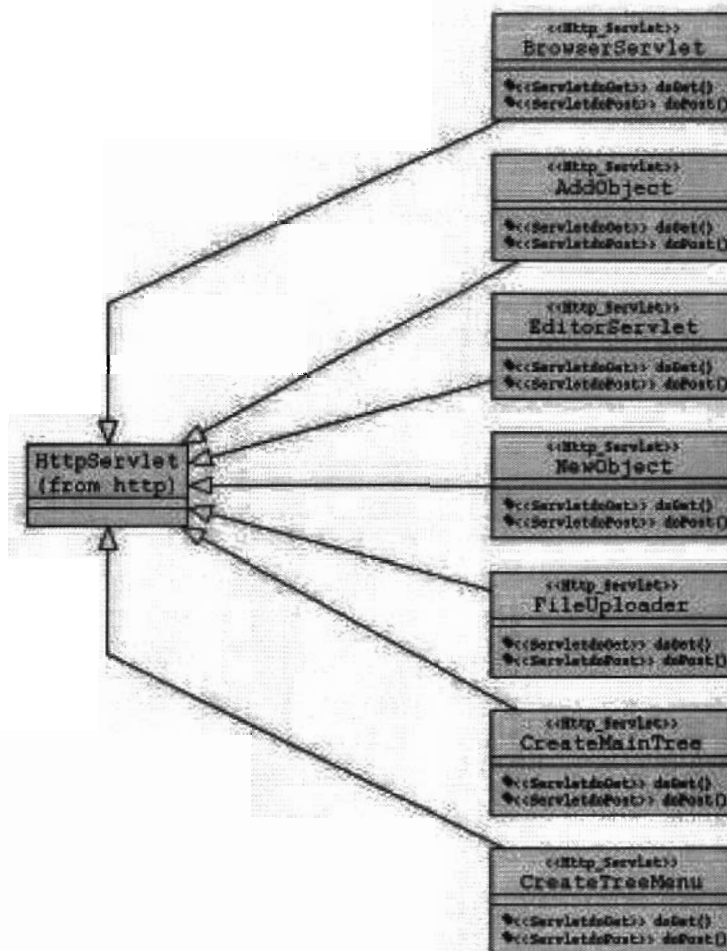 <<Http_Servlet>>
BrowserServlet
<<ServletdoGet>> doGet()
<<ServletdoPost>> doPost()
<<Http_Servlet>>
AddObject
<<ServletdoGet>> doGet()
<<ServletdoPost>> doPost()
<<Http_Servlet>>
EditorServlet
<<ServletdoGet>> doGet()
<<ServletdoPost>> doPost()
HttpServlet
(from http)
<<Http_Servlet>>
NewObject
<<ServletdoGet>> doGet()
<<ServletdoPost>> doPost()
<<Http_Servlet>>
FileUploader
<<ServletdoGet>> doGet()
<<ServletdoPost>> doPost()
<<Http_Servlet>>
CreateMainTree
<<ServletdoGet>> doGet()
<<ServletdoPost>> doPost()
<<Http_Servlet>>
CreateTreeMenu
<<ServletdoGet>> doGet()
<<ServletdoPost>> doPost()